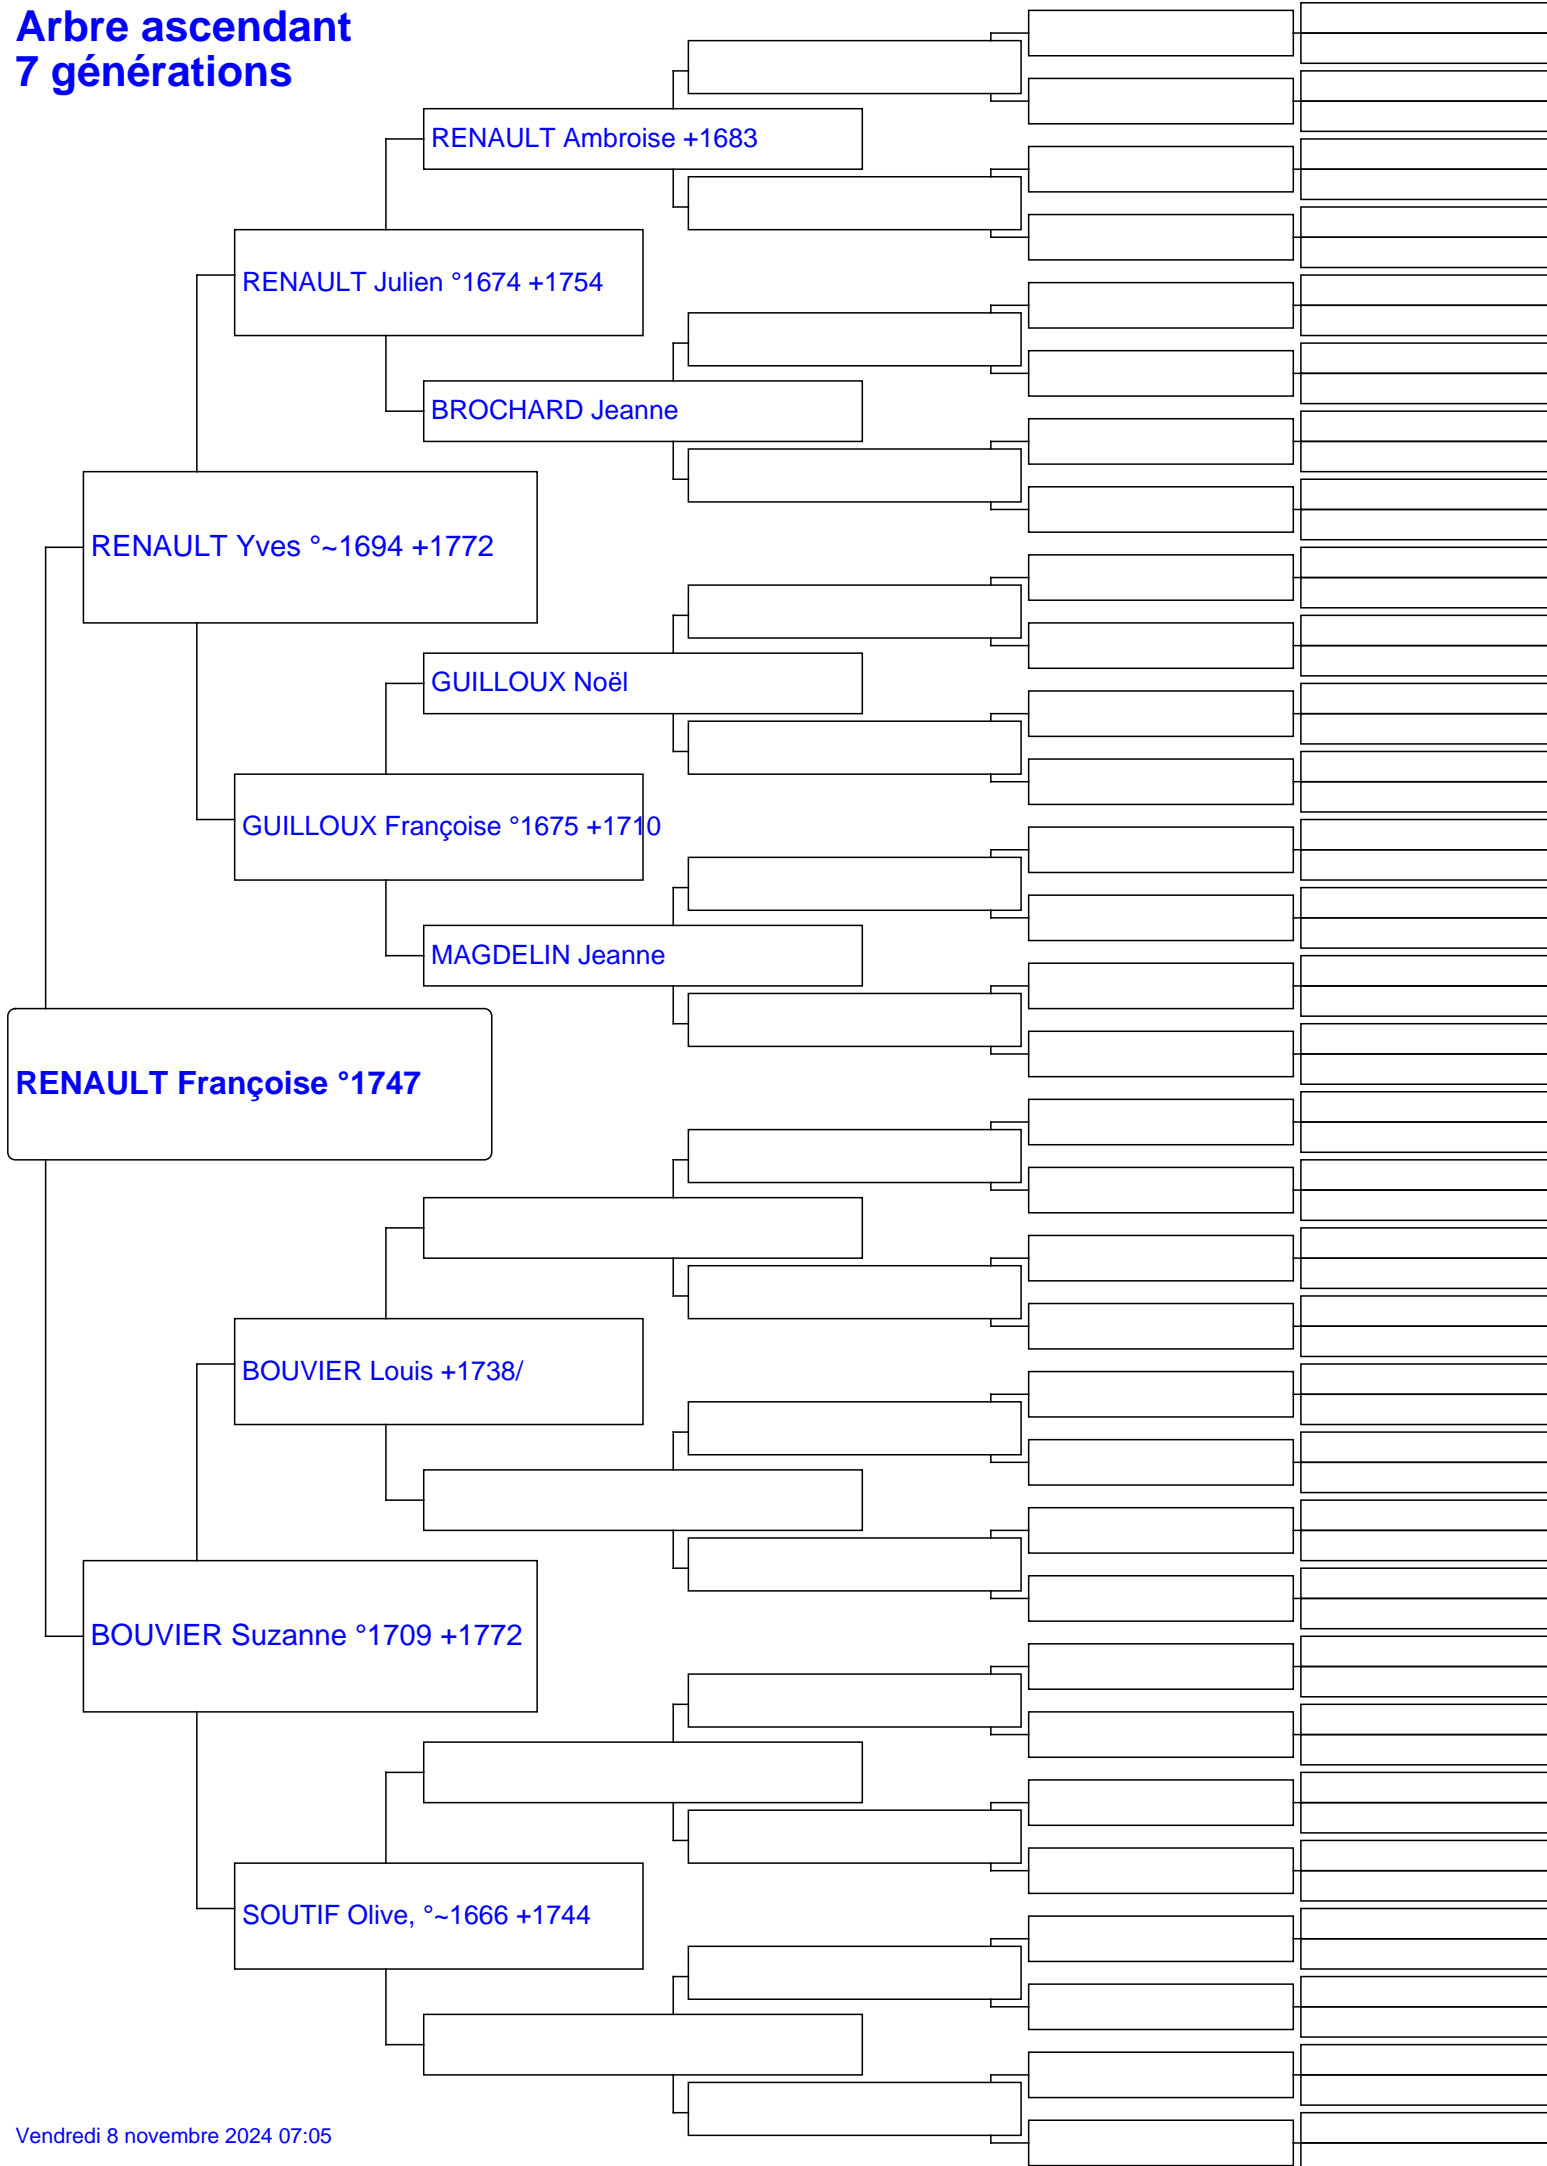 Arbre ascendant
7 générations
RENAULT Ambroise +1683
RENAULT Julien °1674 +1754
BROCHARD Jeanne
RENAULT Yves °~1694 +1772
GUILLOUX Noël
GUILLOUX Françoise °1675 +1710
MAGDELIN Jeanne
RENAULT Françoise °1747
BOUVIER Louis +1738/
BOUVIER Suzanne °1709 +1772
SOUTIF Olive, °~1666 +1744
Vendredi 8 novembre 2024 07:05